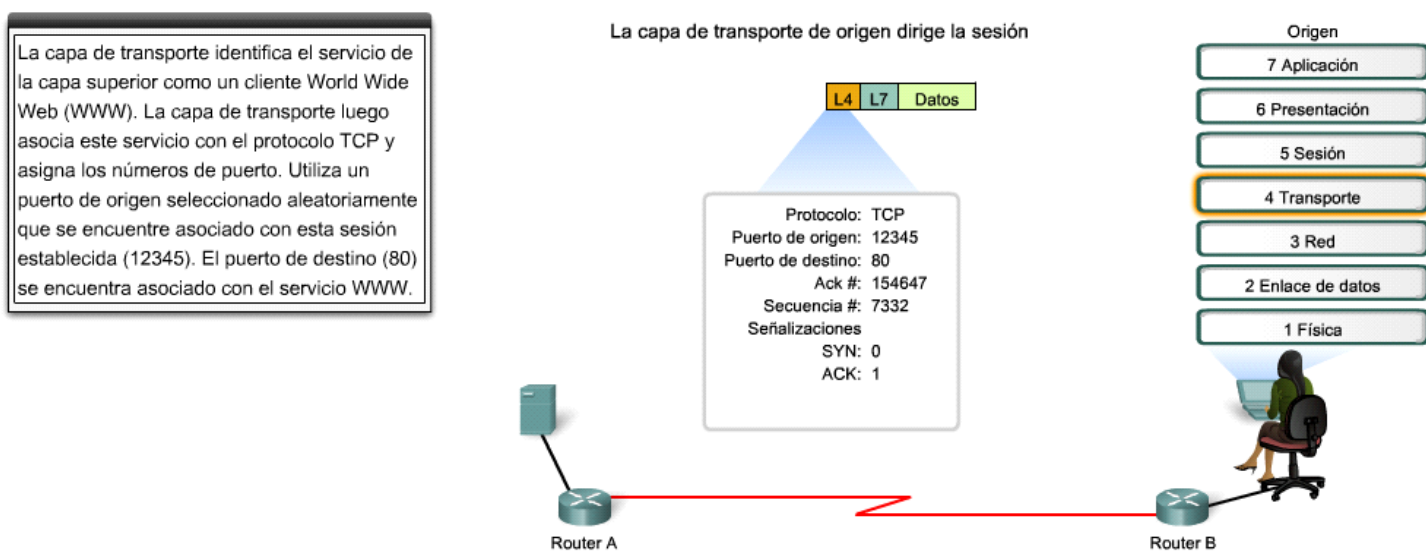 La capa de transporte identifica el servicio de
la capa superior como un cliente World Wide
Web (WWW). La capa de transporte luego
asocia este servicio con el protocolo TCP y
asigna los números de puerto. Utiliza un
puerto de origen seleccionado aleatoriamente
que se encuentre asociado con esta sesión
establecida (12345). El puerto de destino (80)
se encuentra asociado con el servicio WWW.
La capa de transporte de origen dirige la sesión
L4 L7 Datos
Protocolo: TCP
Puerto de origen: 12345
Puerto de destino: 80
Ack #: 154647
Secuencia #: 7332
Señalizaciones
SYN: 0
ACK: 1
Origen
7 Aplicación
6 Presentación
5 Sesión
4 Transporte
3 Red
2 Enlace de datos
1 Física
Router A
Router B